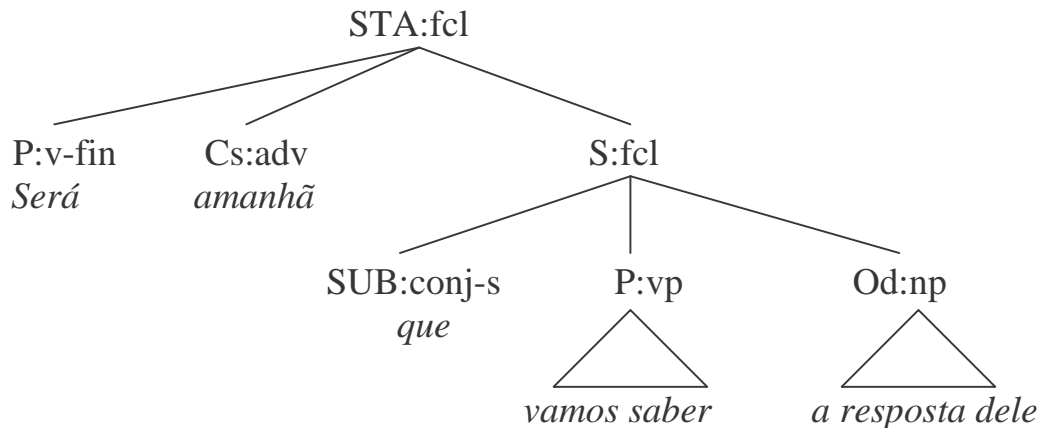 STA:fcl
P:v-fin Cs:adv S:fcl
Será amanhã
SUB:conj-s P:vp Od:np
que
vamos saber a resposta dele